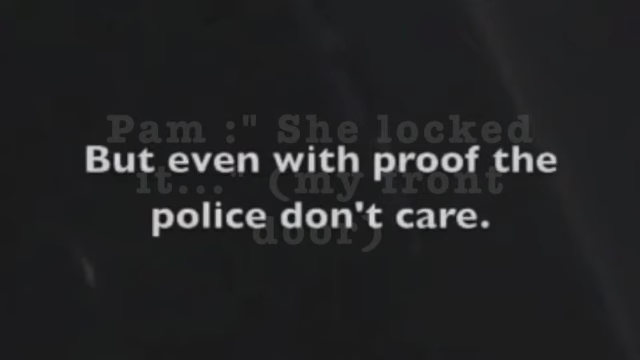 Pam :" She locked
it..." (my front
door)
But even with proof the
police don't care.